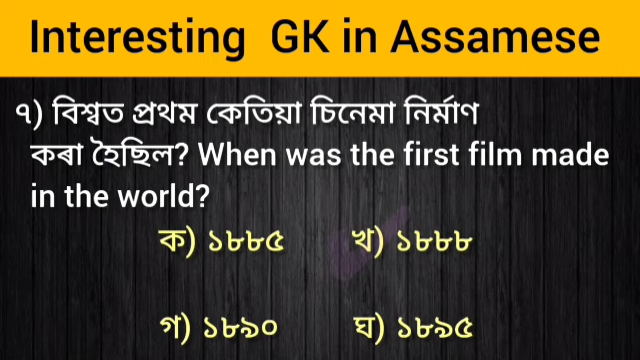 Interesting GK in Assamese
৭) বিশ্বত প্ৰথম কেতিয়া চিনেমা নিৰ্মাণ
কৰা হৈছিল? When was the first film made
in the world?
ক) ১৮৮৫ খ) ১৮৮৮
গ) ১৮৯০ ঘ) ১৮৯৫